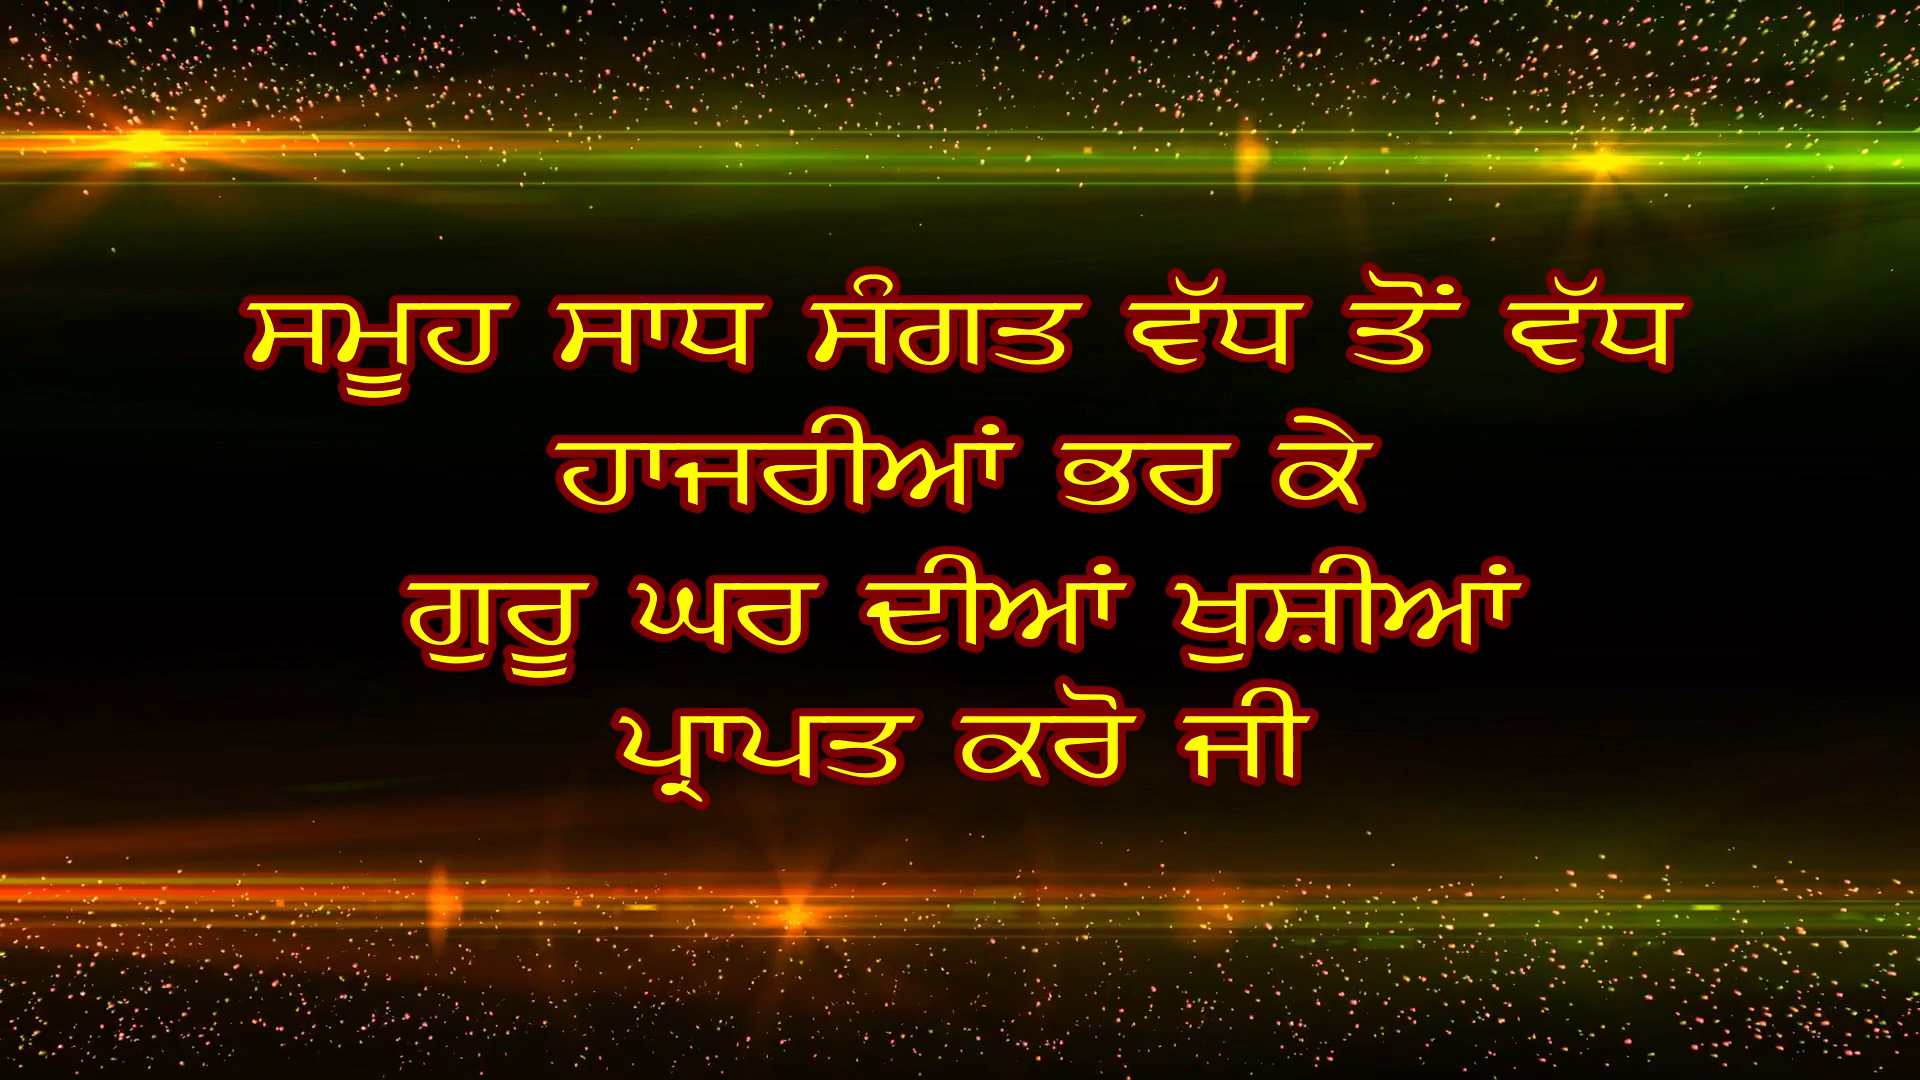 ਸਮੂਹ ਸਾਧ ਸੰਗਤ ਵੱਧ ਤੋਂ ਵੱਧ
ਹਾਜਰੀਆਂ ਭਰ ਕੇ
ਗੁਰੂ ਘਰ ਦੀਆਂ ਖੁਸ਼ੀਆਂ
ਪ੍ਰਾਪਤ ਕਰੋ ਜੀ